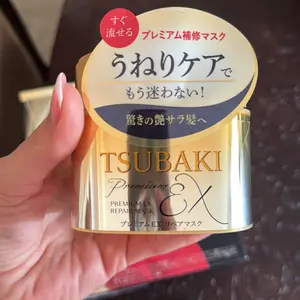 すぐ
流せる
プレミアム補修マスク
うねりケアで
もう迷わない!
驚きの艶サラ髪へ
TSUBAKI
Premium
EX
PREMIUM EX
REPAIR MASK
プレミアムEX リペアマスク